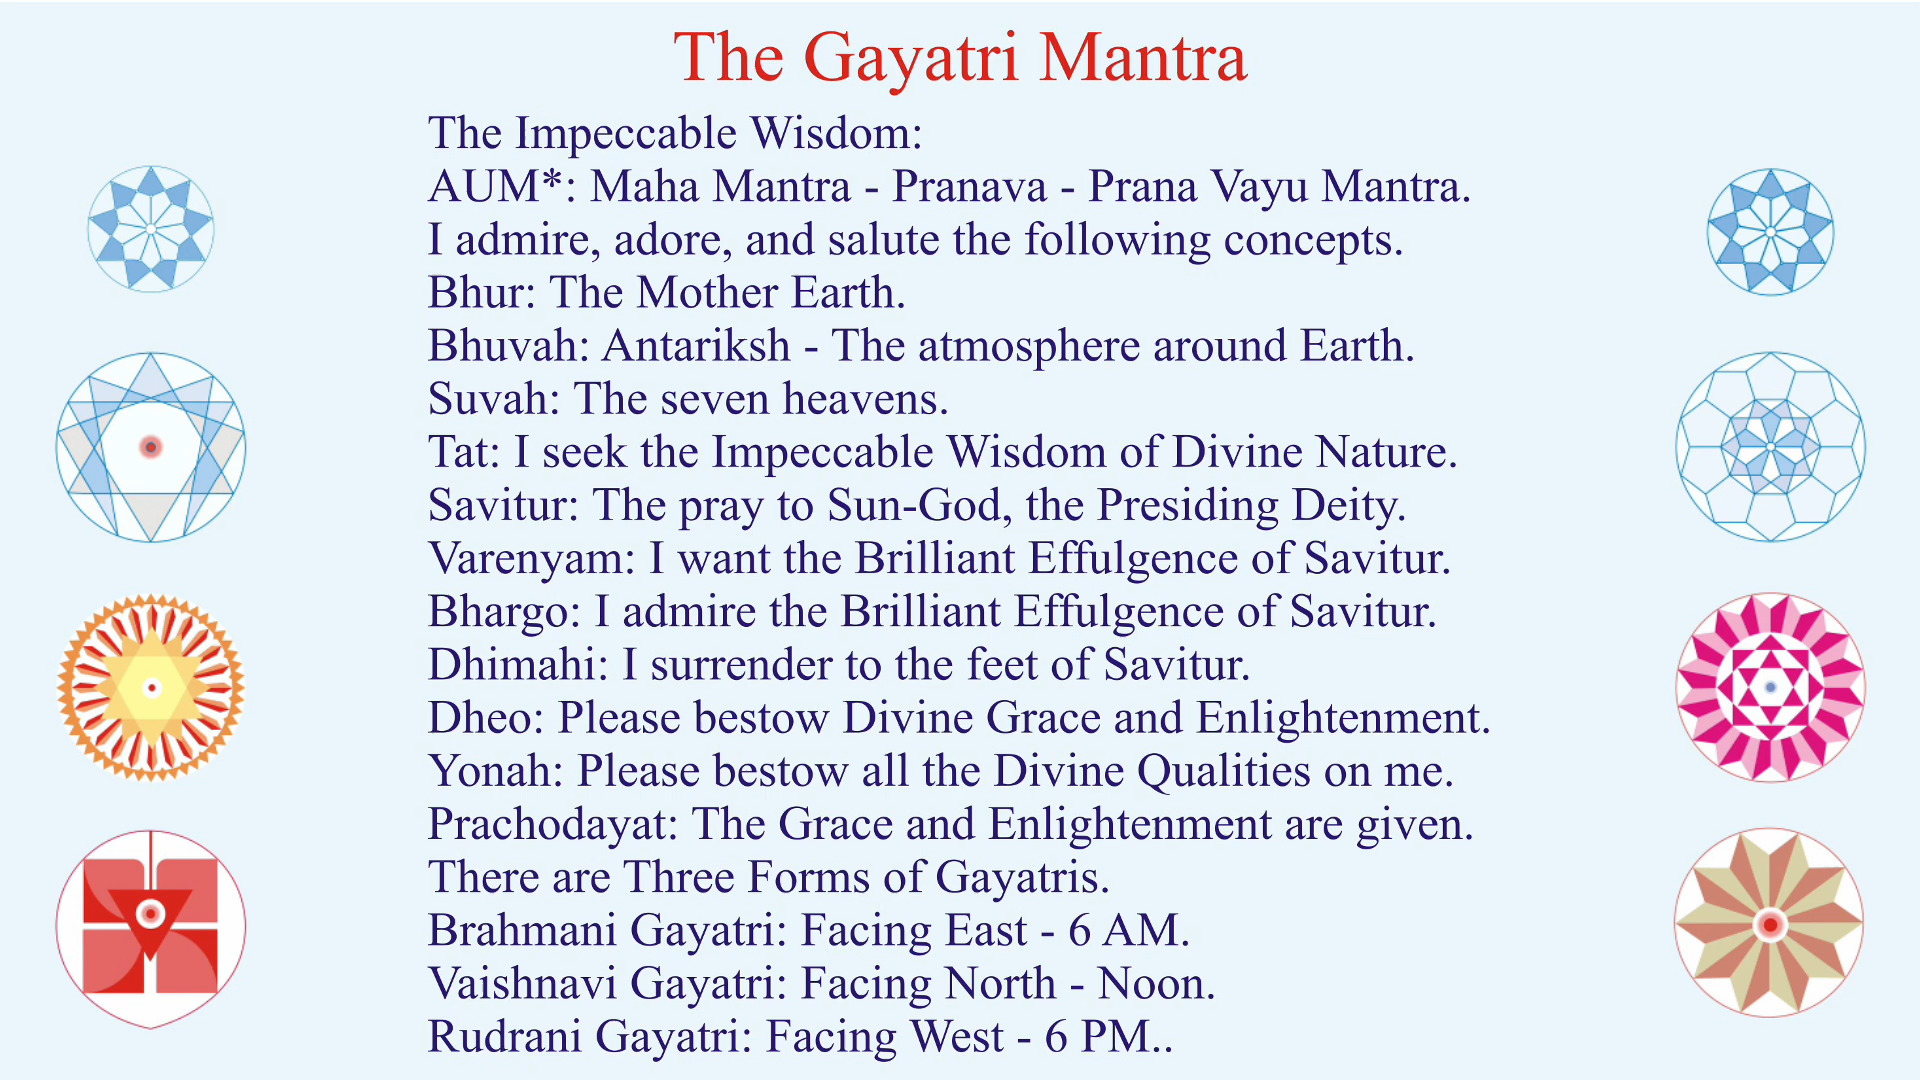 The Gayatri Mantra
The Impeccable Wisdom:
AUM*: Maha Mantra - Pranava - Prana Vayu Mantra.
I admire, adore, and salute the following concepts.
Bhur: The Mother Earth.
Bhuvah: Antariksh - The atmosphere around Earth.
Suvah: The seven heavens.
Tat: I seek the Impeccable Wisdom of Divine Nature.
Savitur: The pray to Sun-God, the Presiding Deity.
Varenyam: I want the Brilliant Effulgence of Savitur.
Bhargo: I admire the Brilliant Effulgence of Savitur.
Dhimahi: I surrender to the feet of Savitur.
Dheo: Please bestow Divine Grace and Enlightenment.
Yonah: Please bestow all the Divine Qualities on me.
Prachodayat: The Grace and Enlightenment are given.
There are Three Forms of Gayatris.
Brahmani Gayatri: Facing East - 6 AM.
Vaishnavi Gayatri: Facing North - Noon.
Rudrani Gayatri: Facing West - 6 PM..